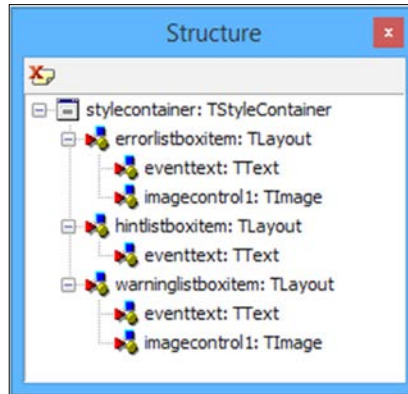 Structure
x
stylecontainer: TStyleContainer
errorlistboxitem: TLayout
eventtext: TText
imagecontrol1: TImage
hintlistboxitem: TLayout
eventtext: TText
warninglistboxitem: TLayout
eventtext: TText
imagecontrol1: TImage